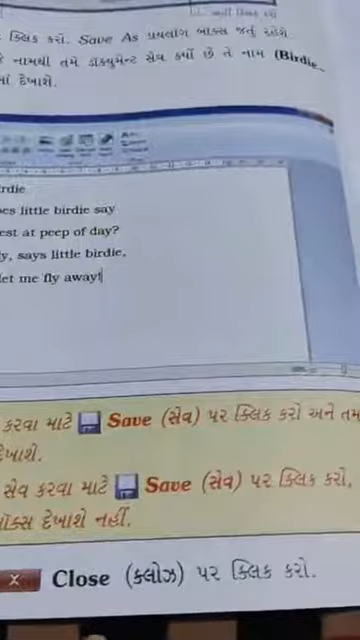 ક્લિક કરો. Save As ડાયલૉગ બાક્સ જતું રહેશે.
નામથી તમે ડૉક્યુમેન્ટ સેવ કર્યો છે તે નામ (Birdie
દેખાશે.
rdie
es little birdie say
est at peep of day?
y, says little birdie,
let me fly away!
કરવા માટે Save (સેવ) પર ક્લિક કરો અને તમ
દેખાશે.
સેવ કરવા માટે Save (સેવ) પર ક્લિક કરો,
ૉક્સ દેખાશે નહીં.
x Close (ક્લોઝ) પર ક્લિક કરો.